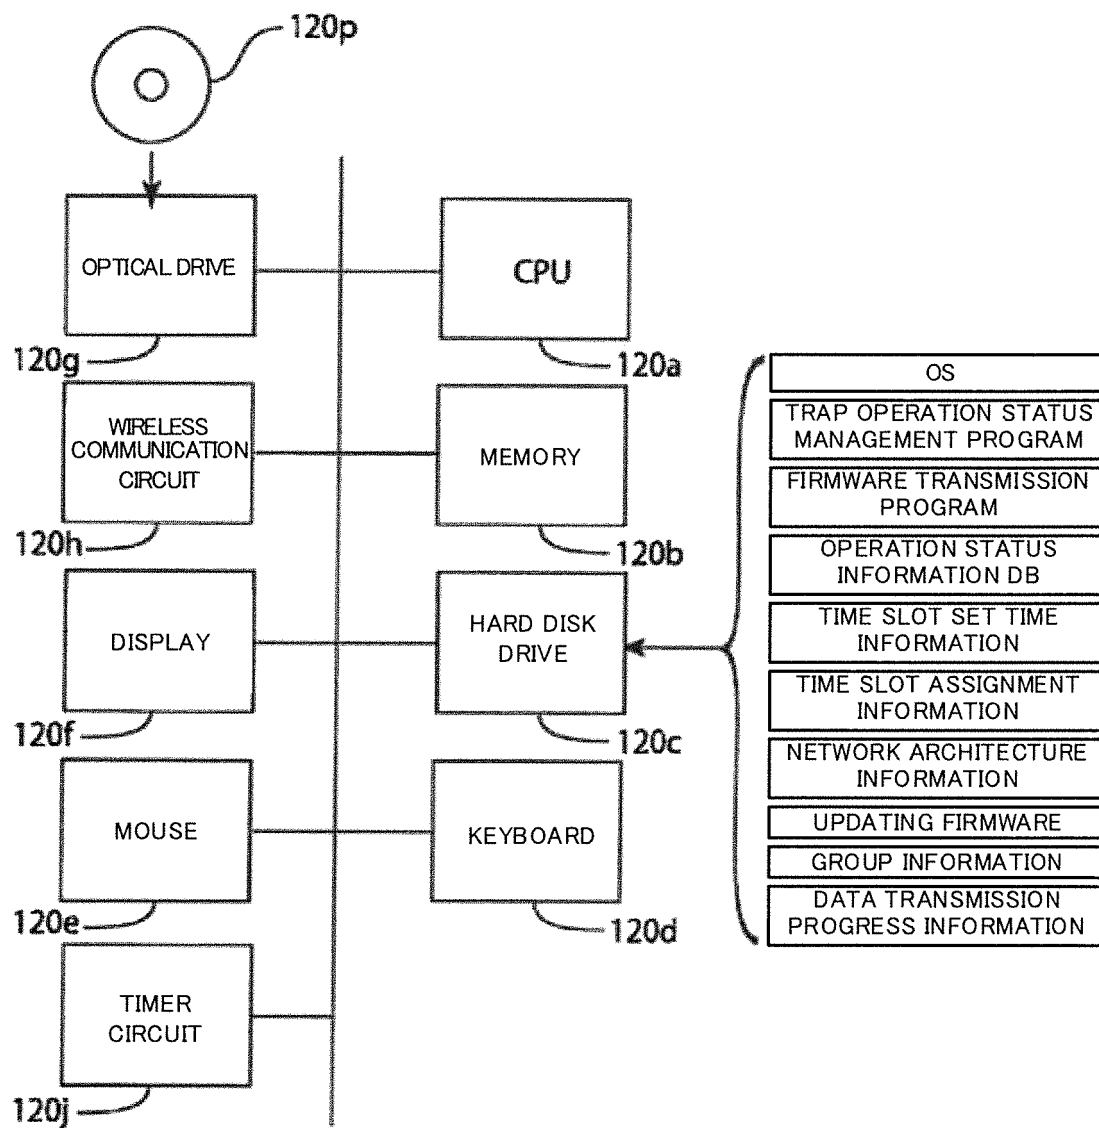 120p
OPTICAL DRIVE
120g
CPU
120a
WIRELESS
COMMUNICATION
CIRCUIT
120h
MEMORY
120b
DISPLAY
120f
HARD DISK
DRIVE
120c
MOUSE
120e
KEYBOARD
120d
TIMER
CIRCUIT
120j
OS
TRAP OPERATION STATUS
MANAGEMENT PROGRAM
FIRMWARE TRANSMISSION
PROGRAM
OPERATION STATUS
INFORMATION DB
TIME SLOT SET TIME
INFORMATION
TIME SLOT ASSIGNMENT
INFORMATION
NETWORK ARCHITECTURE
INFORMATION
UPDATING FIRMWARE
GROUP INFORMATION
DATA TRANSMISSION
PROGRESS INFORMATION